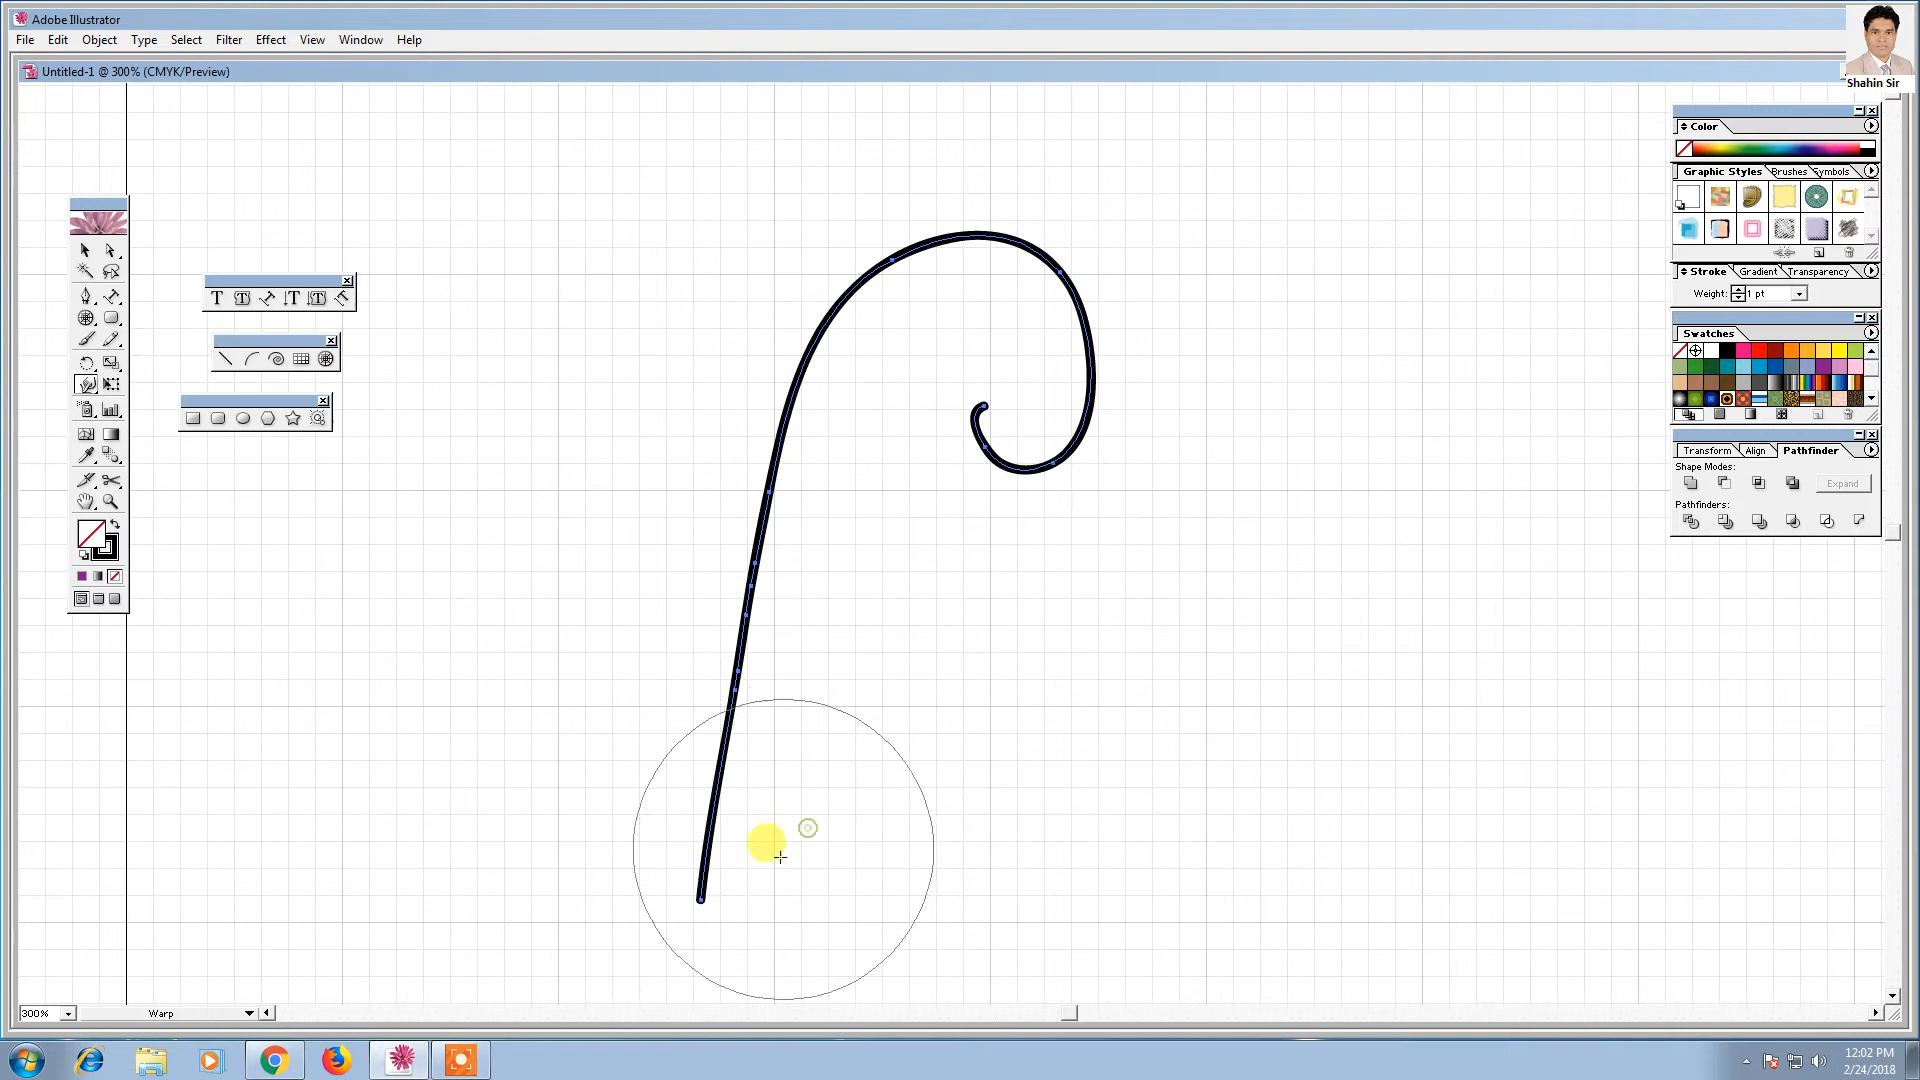 Adobe Illustrator
File Edit Object Type Select Filter Effect View Window Help
Shahin Sir
Untitled-1 @ 300% (CMYK/Preview)
Color
Graphic Styles Brushes Symbols
Stroke Gradient Transparency
Weight: 1 pt
Swatches
Transform Align Pathfinder
Shape Modes:
Expand
Pathfinders:
300% Warp
12:02 PM
2/24/2018